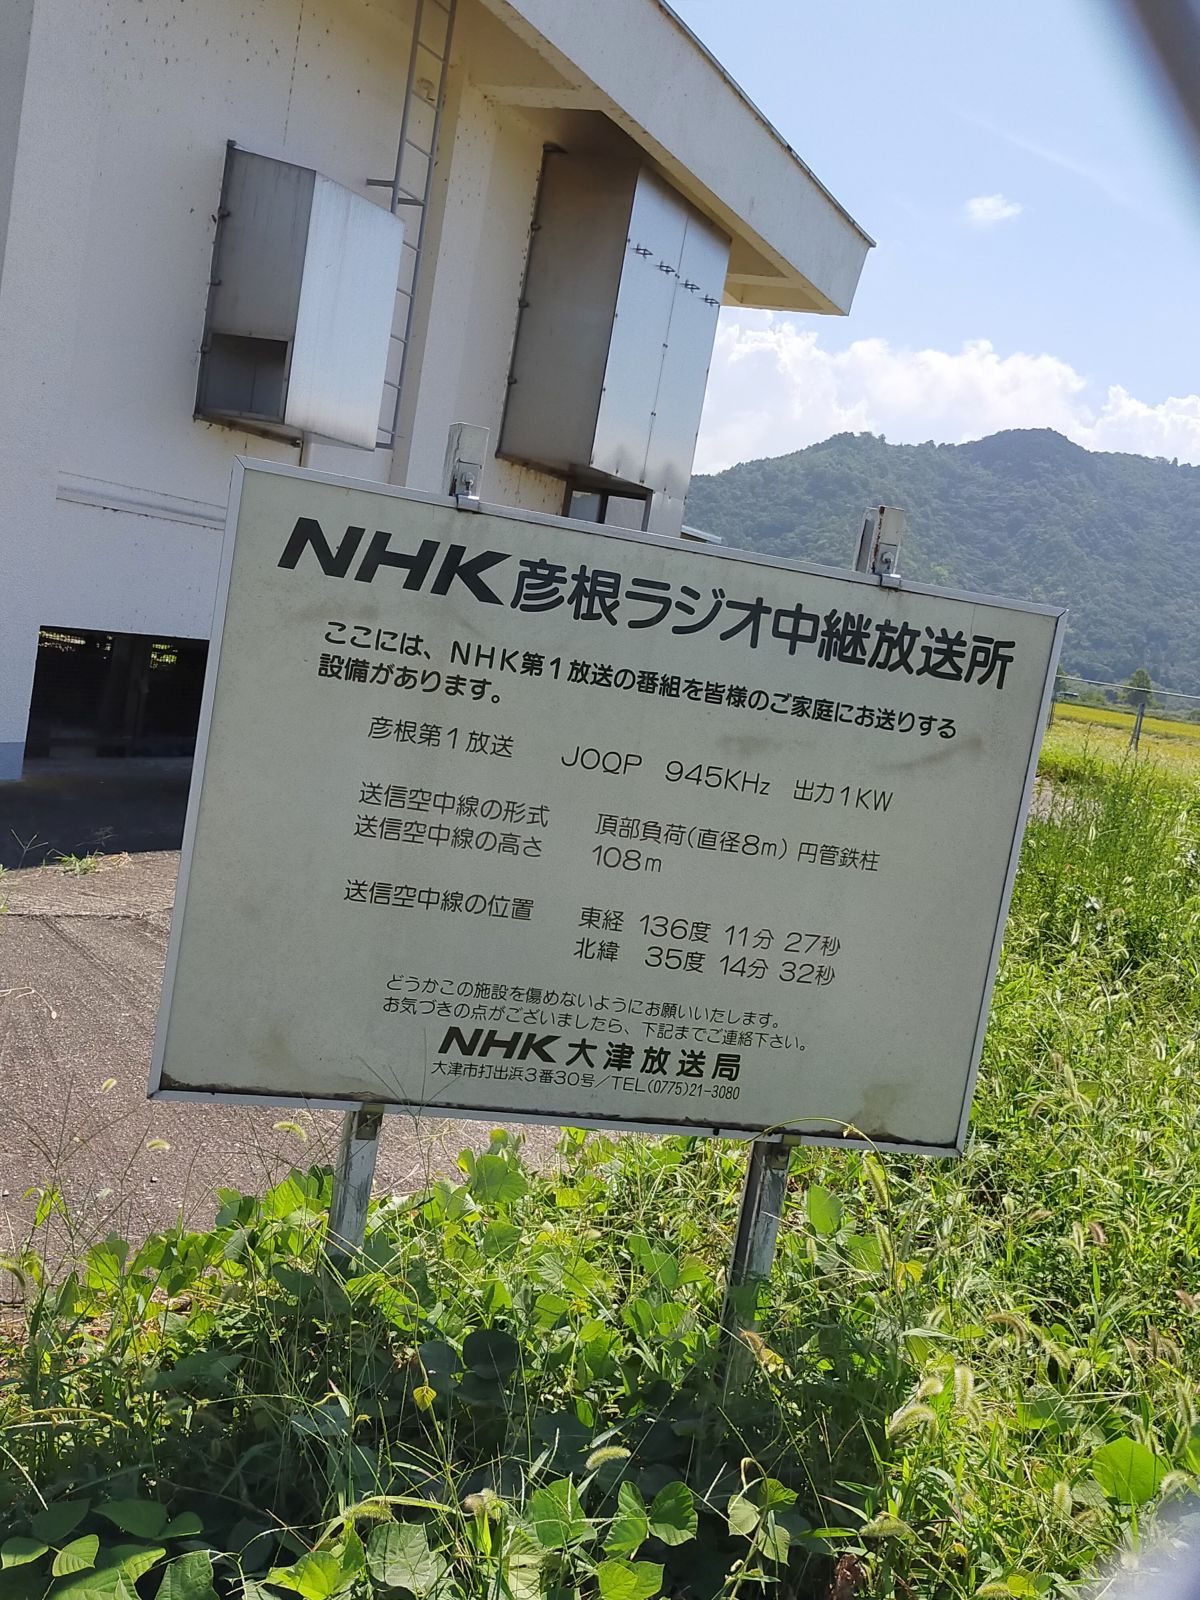 NHK彦根ラジオ中継放送所
ここには、NHK第1放送の番組を皆様のご家庭にお送りする
設備があります。
彦根第1放送 JOQP 945KHz 出力1KW
送信空中線の形式 頂部負荷(直径8m) 円管鉄柱
送信空中線の高さ 108m
送信空中線の位置 東経 136度 11分 27秒
北緯 35度 14分 32秒
どうかこの施設を傷めないようにお願いいたします。
お気づきの点がございましたら、下記までご連絡下さい。
NHK大津放送局
大津市打出浜3番30号/TEL(0775)21-3080